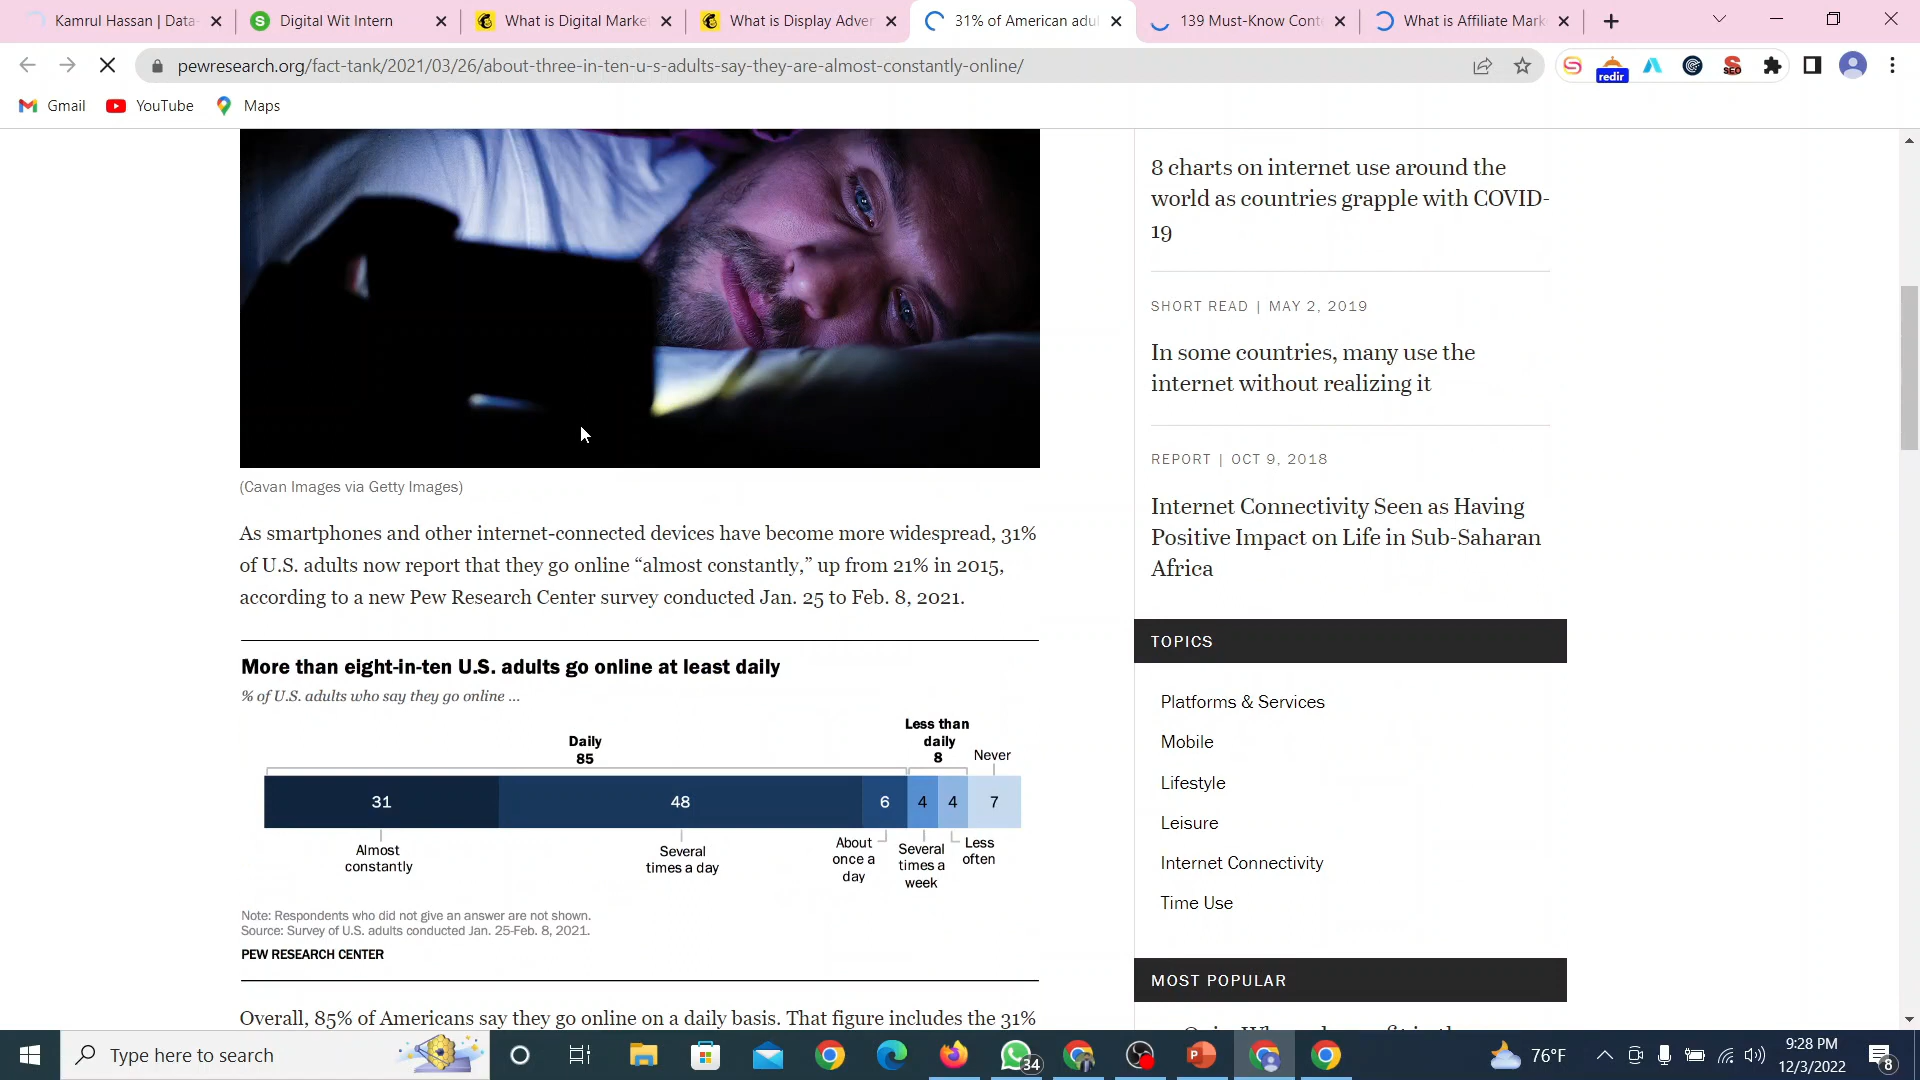 Kamrul Hassan | Data-
Digital Wit Intern
What is Digital Marke
What is Display Adver
31% of American adul
139 Must-Know Cont
What is Affiliate Mark
pewresearch.org/fact-tank/2021/03/26/about-three-in-ten-u-s-adults-say-they-are-almost-constantly-online/
redir
SEO
Gmail
YouTube
Maps
(Cavan Images via Getty Images)
As smartphones and other internet-connected devices have become more widespread, 31%
of U.S. adults now report that they go online “almost constantly,” up from 21% in 2015,
according to a new Pew Research Center survey conducted Jan. 25 to Feb. 8, 2021.
More than eight-in-ten U.S. adults go online at least daily
% of U.S. adults who say they go online ...
Daily
85
Less than
daily
8
Never
31
48
6
4
4
7
Almost
constantly
Several
times a day
About
once a
day
Several
times a
week
Less
often
Note: Respondents who did not give an answer are not shown.
Source: Survey of U.S. adults conducted Jan. 25-Feb. 8, 2021.
PEW RESEARCH CENTER
Overall, 85% of Americans say they go online on a daily basis. That figure includes the 31%
8 charts on internet use around the
world as countries grapple with COVID-
19
SHORT READ | MAY 2, 2019
In some countries, many use the
internet without realizing it
REPORT | OCT 9, 2018
Internet Connectivity Seen as Having
Positive Impact on Life in Sub-Saharan
Africa
TOPICS
Platforms & Services
Mobile
Lifestyle
Leisure
Internet Connectivity
Time Use
MOST POPULAR
Type here to search
34
76°F
9:28 PM
12/3/2022
8